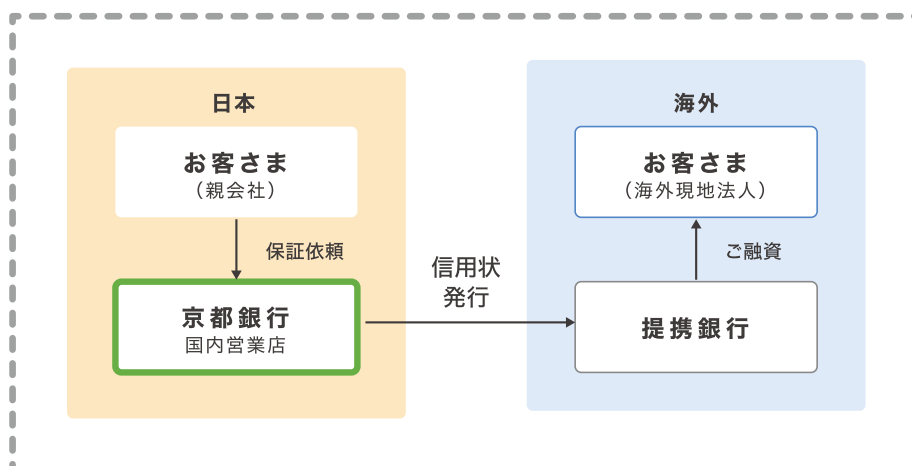 日本
お客さま
（親会社）
保証依頼
京都銀行
国内営業店
信用状
発行
海外
お客さま
（海外現地法人）
ご融資
提携銀行